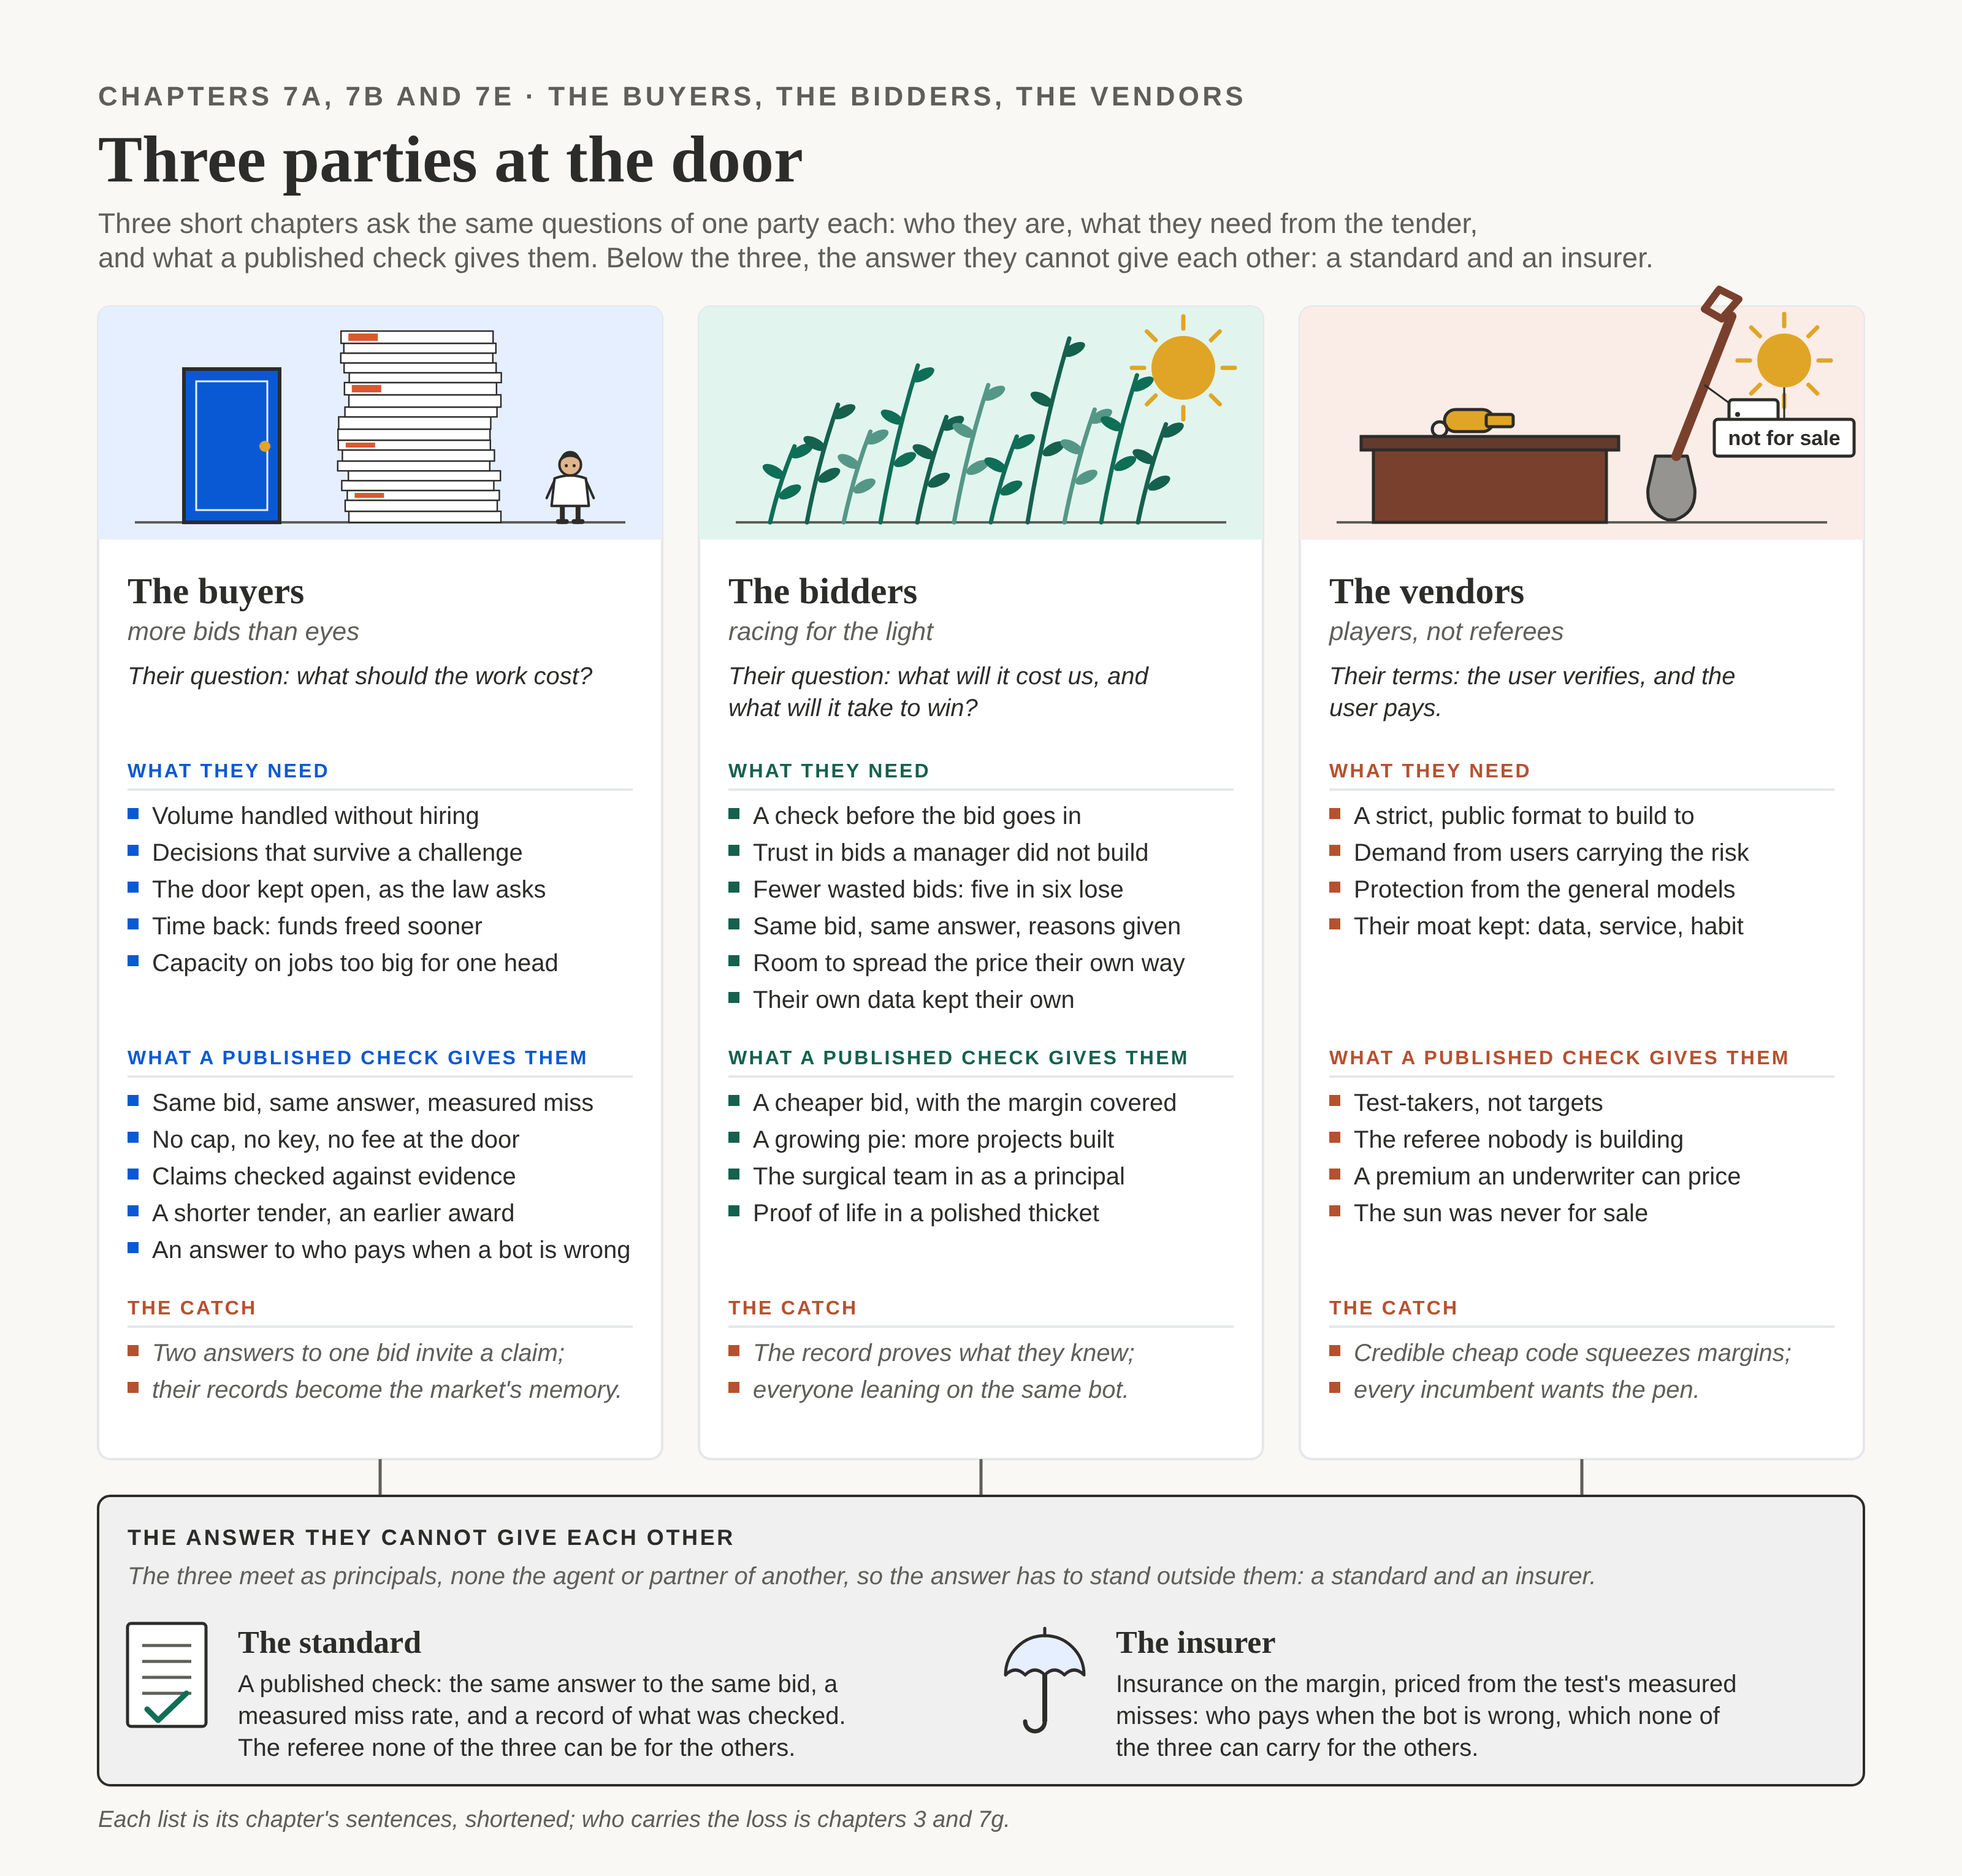 CHAPTERS 7A, 7B AND 7E · THE BUYERS, THE BIDDERS, THE VENDORS
Three parties at the door
Three short chapters ask the same questions of one party each: who they are, what they need from the tender,
and what a published check gives them. Below the three, the answer they cannot give each other: a standard and an insurer.
not for sale
The buyers
more bids than eyes
Their question: what should the work cost?
WHAT THEY NEED
Volume handled without hiring
Decisions that survive a challenge
The door kept open, as the law asks
Time back: funds freed sooner
Capacity on jobs too big for one head
WHAT A PUBLISHED CHECK GIVES THEM
Same bid, same answer, measured miss
No cap, no key, no fee at the door
Claims checked against evidence
A shorter tender, an earlier award
An answer to who pays when a bot is wrong
THE CATCH
Two answers to one bid invite a claim;
their records become the market's memory.
The bidders
racing for the light
Their question: what will it cost us, and
what will it take to win?
WHAT THEY NEED
A check before the bid goes in
Trust in bids a manager did not build
Fewer wasted bids: five in six lose
Same bid, same answer, reasons given
Room to spread the price their own way
Their own data kept their own
WHAT A PUBLISHED CHECK GIVES THEM
A cheaper bid, with the margin covered
A growing pie: more projects built
The surgical team in as a principal
Proof of life in a polished thicket
THE CATCH
The record proves what they knew;
everyone leaning on the same bot.
The vendors
players, not referees
Their terms: the user verifies, and the
user pays.
WHAT THEY NEED
A strict, public format to build to
Demand from users carrying the risk
Protection from the general models
Their moat kept: data, service, habit
WHAT A PUBLISHED CHECK GIVES THEM
Test-takers, not targets
The referee nobody is building
A premium an underwriter can price
The sun was never for sale
THE CATCH
Credible cheap code squeezes margins;
every incumbent wants the pen.
THE ANSWER THEY CANNOT GIVE EACH OTHER
The three meet as principals, none the agent or partner of another, so the answer has to stand outside them: a standard and an insurer.
The standard
A published check: the same answer to the same bid, a
measured miss rate, and a record of what was checked.
The referee none of the three can be for the others.
The insurer
Insurance on the margin, priced from the test's measured
misses: who pays when the bot is wrong, which none of
the three can carry for the others.
Each list is its chapter's sentences, shortened; who carries the loss is chapters 3 and 7g.